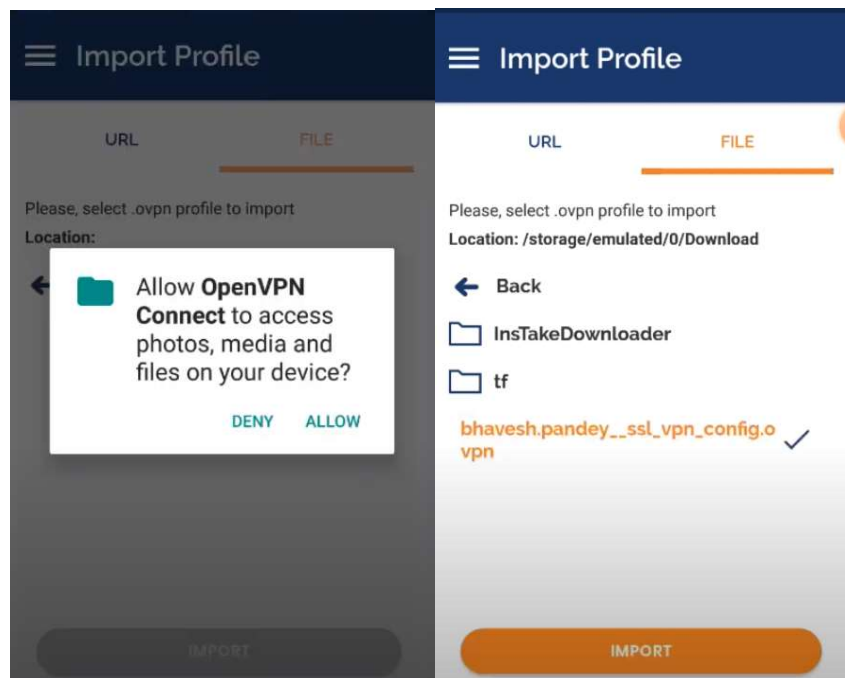 Import Profile
URL
FILE
Please, select .ovpn profile to import
Location:
Allow OpenVPN
Connect to access
photos, media and
files on your device?
DENY
ALLOW
IMPORT
Import Profile
URL
FILE
Please, select .ovpn profile to import
Location: /storage/emulated/0/Download
Back
InsTakeDownloader
tf
bhavesh.pandey__ssl_vpn_config.o
vpn
IMPORT